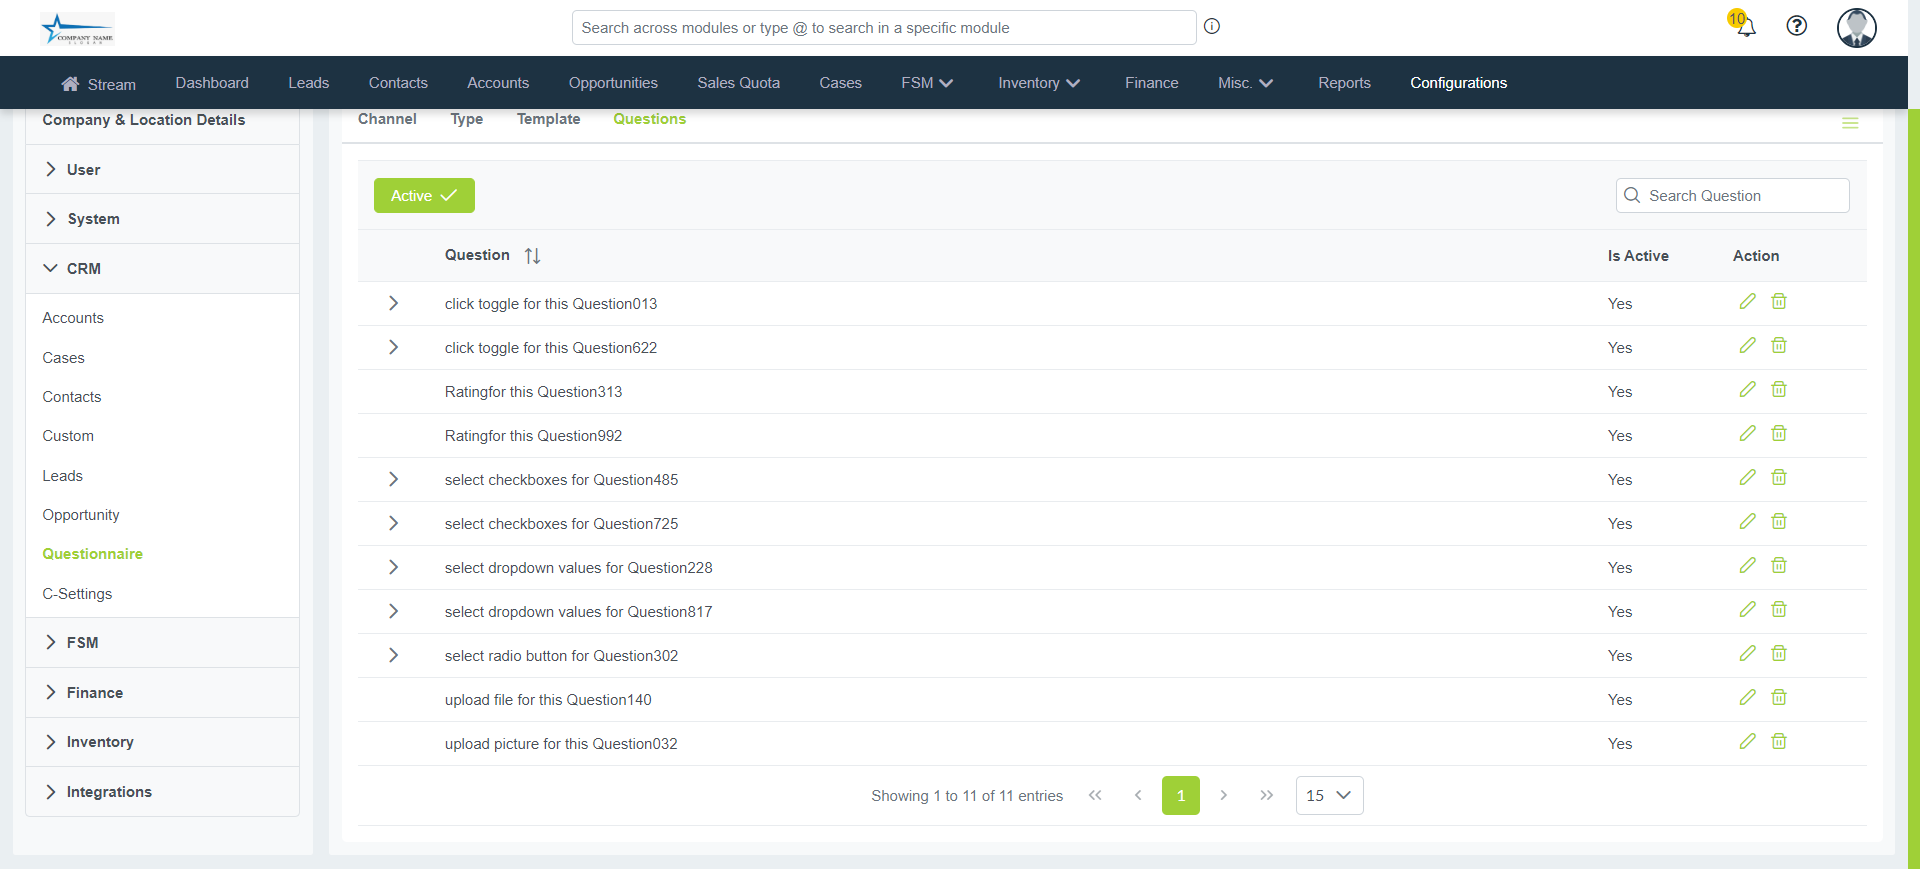 COMPANY NAME
Search across modules or type @ to search in a specific module
10
Stream Dashboard Leads Contacts Accounts Opportunities Sales Quota Cases FSM Inventory Finance Misc. Reports Configurations
Company & Location Details
User
System
CRM
Accounts
Cases
Contacts
Custom
Leads
Opportunity
Questionnaire
C-Settings
FSM
Finance
Inventory
Integrations
Channel Type Template Questions
Active
Search Question
Question Is Active Action
click toggle for this Question013 Yes
click toggle for this Question622 Yes
Ratingfor this Question313 Yes
Ratingfor this Question992 Yes
select checkboxes for Question485 Yes
select checkboxes for Question725 Yes
select dropdown values for Question228 Yes
select dropdown values for Question817 Yes
select radio button for Question302 Yes
upload file for this Question140 Yes
upload picture for this Question032 Yes
Showing 1 to 11 of 11 entries 1 15